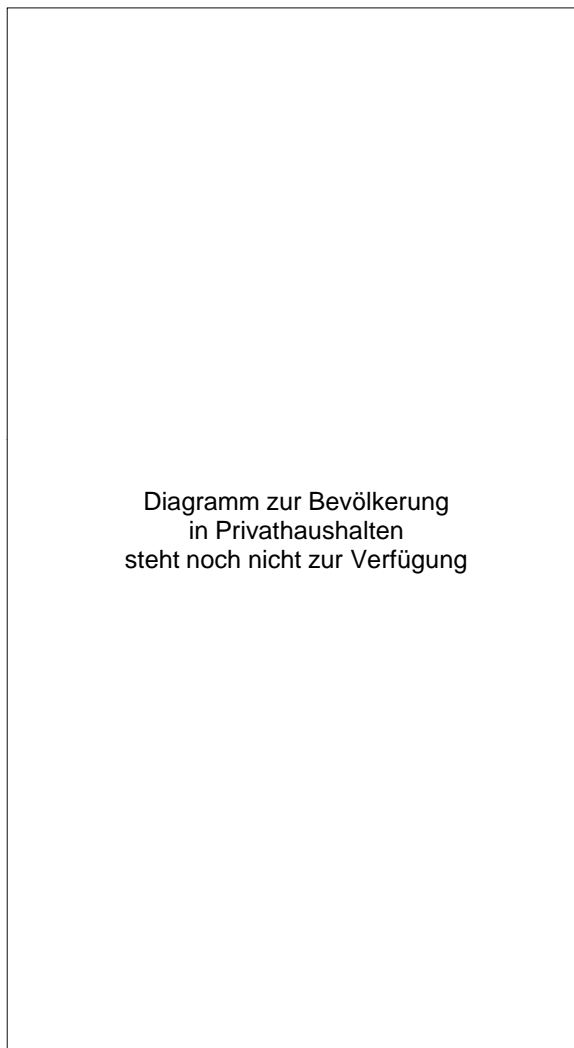 Diagramm zur Bevölkerung
in Privathaushalten
steht noch nicht zur Verfügung